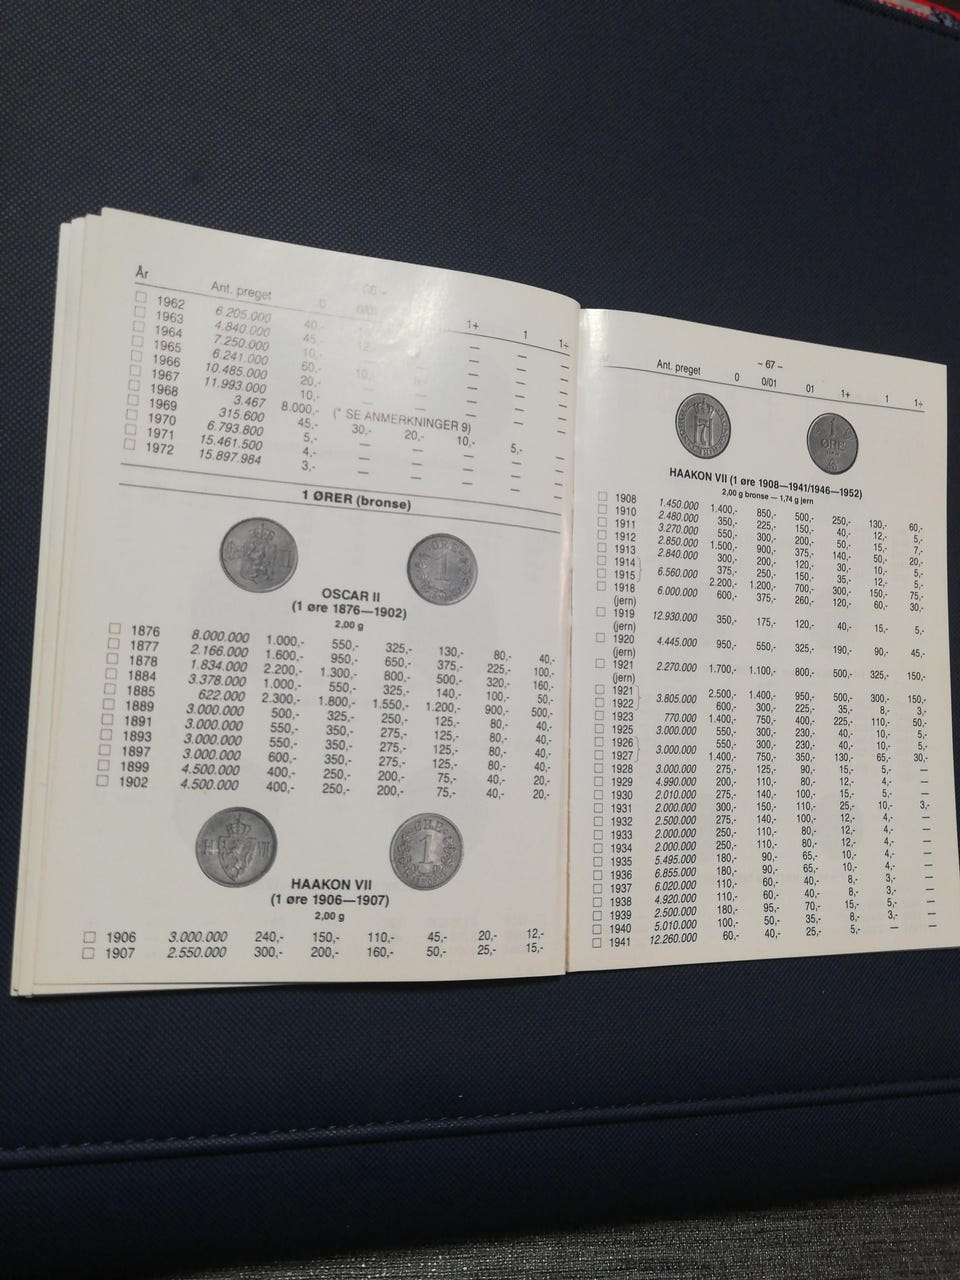 År Ant. preget 0 1+ 1 1÷
1962 6.205.000 40,- — — —
1963 4.840.000 45,- — — —
1964 7.250.000 10,- — — — —
1965 6.241.000 60,- 10,- — — —
1966 10.485.000 20,- — — — —
1967 11.993.000 10,- — — — —
1968 3.467 8.000,- (* SE ANMERKNINGER 9)
1969 315.600 45,- 30,- 20,- 10,- 5,-
1970 6.793.800 5,- — — — — —
1971 15.461.500 4,- — — — — —
1972 15.897.984 3,- — — — — —
1 ØRER (bronse)
OSCAR II
(1 øre 1876—1902)
2,00 g
1876 8.000.000 1.000,- 550,- 325,- 130,- 80,- 40,-
1877 2.166.000 1.600,- 950,- 650,- 375,- 225,- 100,-
1878 1.834.000 2.200,- 1.300,- 800,- 500,- 320,- 160,-
1884 3.378.000 1.000,- 550,- 325,- 140,- 100,- 50,-
1885 622.000 2.300,- 1.800,- 1.550,- 1.200,- 900,- 500,-
1889 3.000.000 500,- 325,- 250,- 125,- 80,- 40,-
1891 3.000.000 550,- 350,- 275,- 125,- 80,- 40,-
1893 3.000.000 550,- 350,- 275,- 125,- 80,- 40,-
1897 3.000.000 600,- 350,- 275,- 125,- 80,- 40,-
1899 4.500.000 400,- 250,- 200,- 75,- 40,- 20,-
1902 4.500.000 400,- 250,- 200,- 75,- 40,- 20,-
HAAKON VII
(1 øre 1906—1907)
2,00 g
1906 3.000.000 240,- 150,- 110,- 45,- 20,- 12,-
1907 2.550.000 300,- 200,- 160,- 50,- 25,- 15,-
– 67 –
Ant. preget 0 0/01 01 1+ 1 1÷
HAAKON VII (1 øre 1908—1941/1946—1952)
2,00 g bronse — 1,74 g jern
1908 1.450.000 1.400,- 850,- 500,- 250,- 130,- 60,-
1910 2.480.000 350,- 225,- 150,- 40,- 12,- 5,-
1911 3.270.000 550,- 300,- 200,- 50,- 15,- 7,-
1912 2.850.000 1.500,- 900,- 375,- 140,- 50,- 20,-
1913 2.840.000 300,- 200,- 120,- 30,- 10,- 5,-
1914 375,- 250,- 150,- 35,- 12,- 5,-
1915 6.560.000 2.200,- 1.200,- 700,- 300,- 150,- 75,-
1918 6.000.000 600,- 375,- 260,- 120,- 60,- 30,-
(jern)
1919 12.930.000 350,- 175,- 120,- 40,- 15,- 5,-
(jern)
1920 4.445.000 950,- 550,- 325,- 190,- 90,- 45,-
(jern)
1921 2.270.000 1.700,- 1.100,- 800,- 500,- 325,- 150,-
(jern)
1921 2.500,- 1.400,- 950,- 500,- 300,- 150,-
1922 3.805.000 600,- 300,- 225,- 35,- 8,- 3,-
1923 770.000 1.400,- 750,- 400,- 225,- 110,- 50,-
1925 3.000.000 550,- 300,- 230,- 40,- 10,- 5,-
1926 550,- 300,- 230,- 40,- 10,- 5,-
1927 3.000.000 1.400,- 750,- 350,- 130,- 65,- 30,-
1928 3.000.000 275,- 125,- 90,- 15,- 5,- —
1929 4.990.000 200,- 110,- 80,- 12,- 4,- —
1930 2.010.000 275,- 140,- 100,- 15,- 5,- —
1931 2.000.000 300,- 150,- 110,- 25,- 10,- 3,-
1932 2.500.000 275,- 140,- 100,- 12,- 4,- —
1933 2.000.000 250,- 110,- 80,- 12,- 4,- —
1934 2.000.000 250,- 110,- 80,- 12,- 4,- —
1935 5.495.000 180,- 90,- 65,- 10,- 4,- —
1936 6.855.000 180,- 90,- 65,- 10,- 4,- —
1937 6.020.000 110,- 60,- 40,- 8,- 3,- —
1938 4.920.000 110,- 60,- 40,- 8,- 3,- —
1939 2.500.000 180,- 95,- 70,- 15,- 5,- —
1940 5.010.000 100,- 50,- 35,- 8,- 3,- —
1941 12.260.000 60,- 40,- 25,- 5,- — —